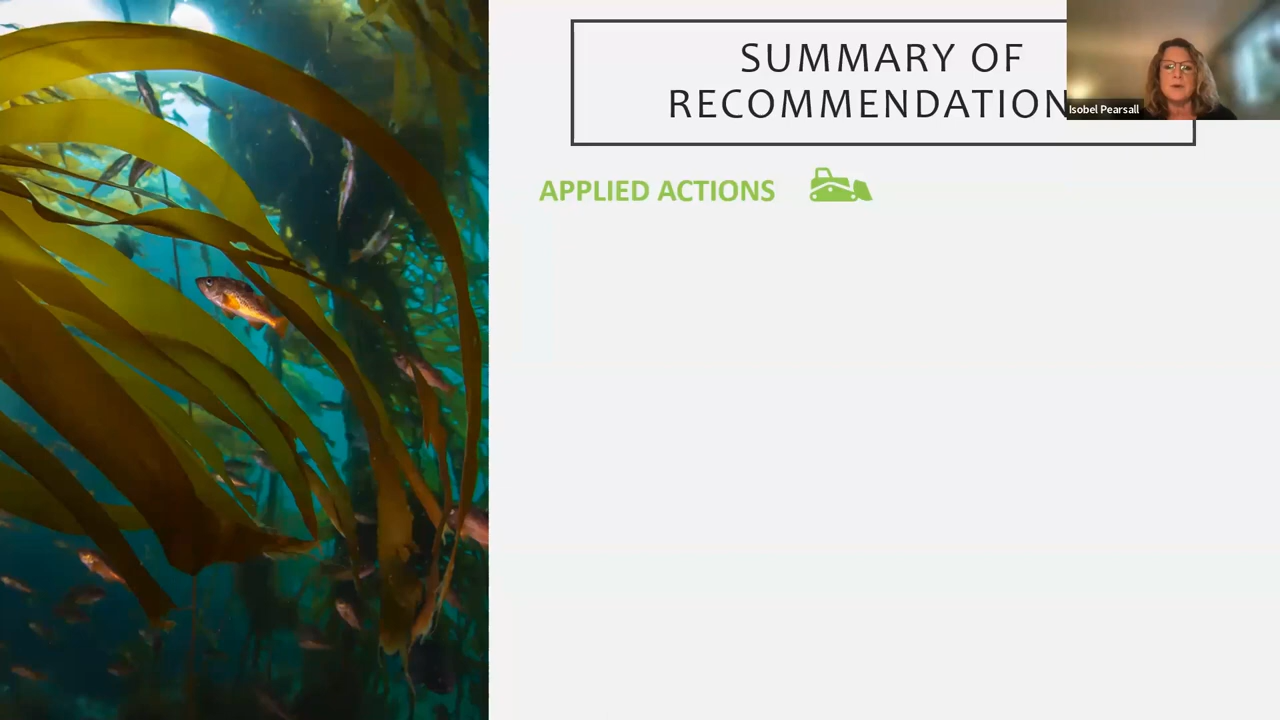 SUMMARY OF
RECOMMENDATION
Isobel Pearsall
APPLIED ACTIONS